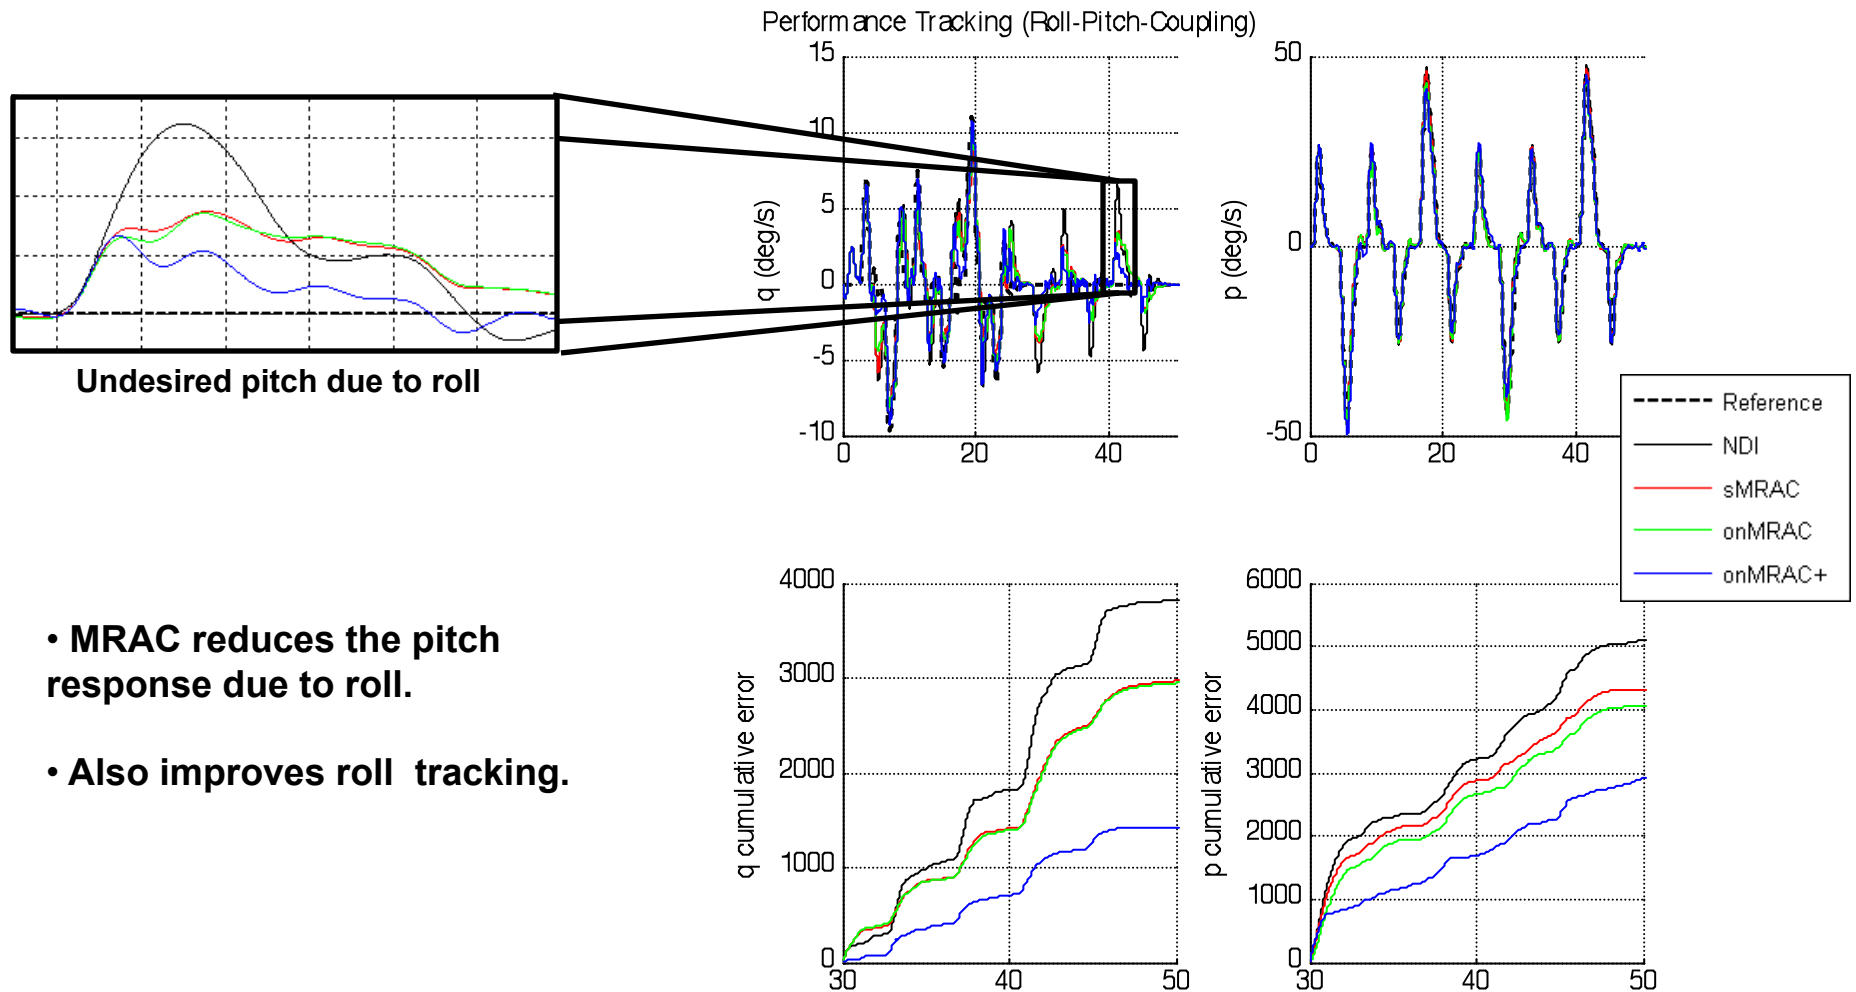 Performance Tracking (Roll-Pitch-Coupling)
15
10
5
0
-5
-10
q (deg/s)
0 20 40
50
0
-50
p (deg/s)
0 20 40
Undesired pitch due to roll
Reference
NDI
sMRAC
onMRAC
onMRAC+
• MRAC reduces the pitch
response due to roll.
• Also improves roll tracking.
4000
3000
2000
1000
0
q cumulative error
30 40 50
6000
5000
4000
3000
2000
1000
0
p cumulative error
30 40 50